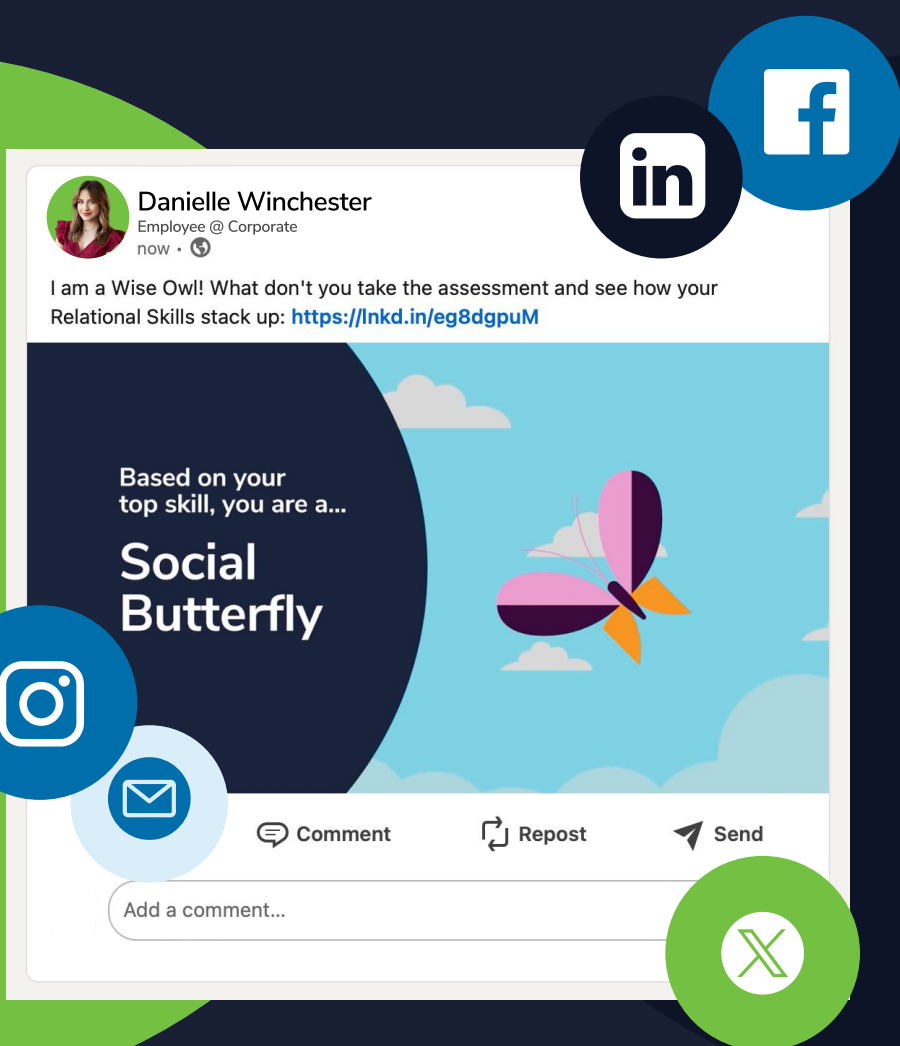 Danielle Winchester
Employee @ Corporate
now •
I am a Wise Owl! What don't you take the assessment and see how your
Relational Skills stack up: https://lnkd.in/eg8dgpuM
Based on your
top skill, you are a...
Social
Butterfly
Comment
Repost
Send
Add a comment...
in
f
X